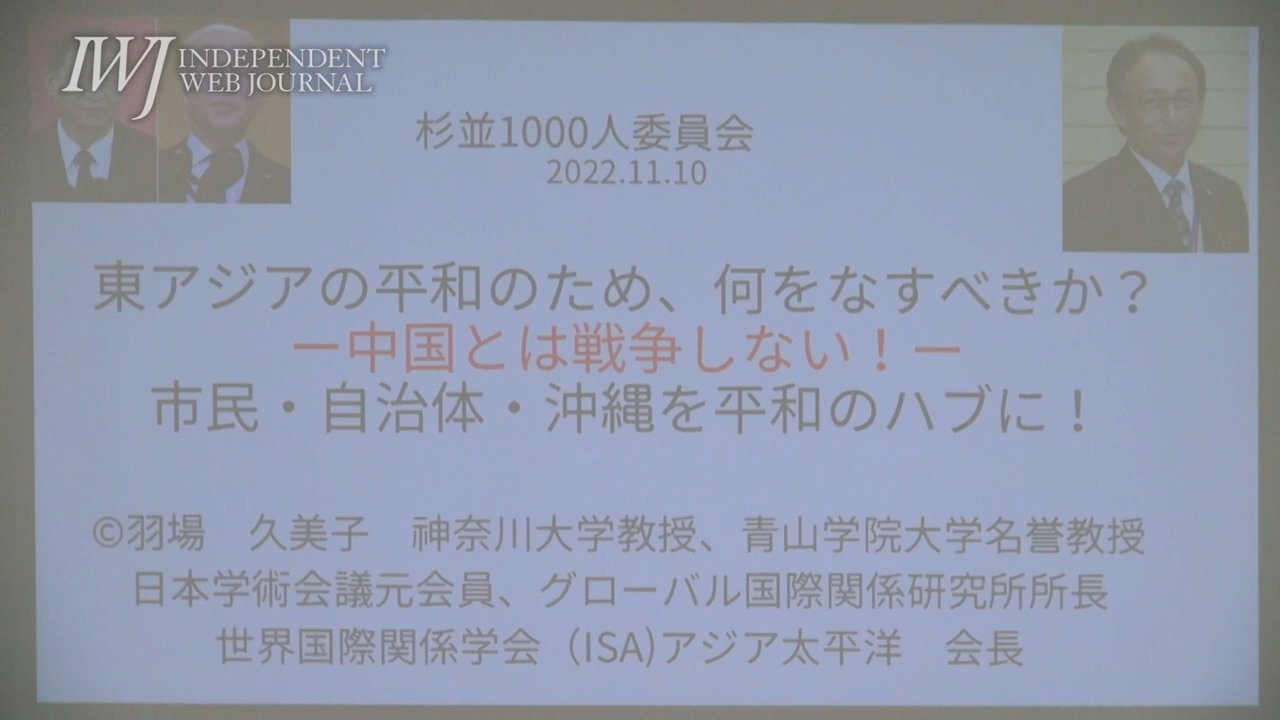 IWJ INDEPENDENT
WEB JOURNAL
杉並1000人委員会
2022.11.10
東アジアの平和のため、何をなすべきか？
ー中国とは戦争しない！ー
市民・自治体・沖縄を平和のハブに！
©羽場　久美子　神奈川大学教授、青山学院大学名誉教授
日本学術会議元会員、グローバル国際関係研究所所長
世界国際関係学会（ISA)アジア太平洋　会長